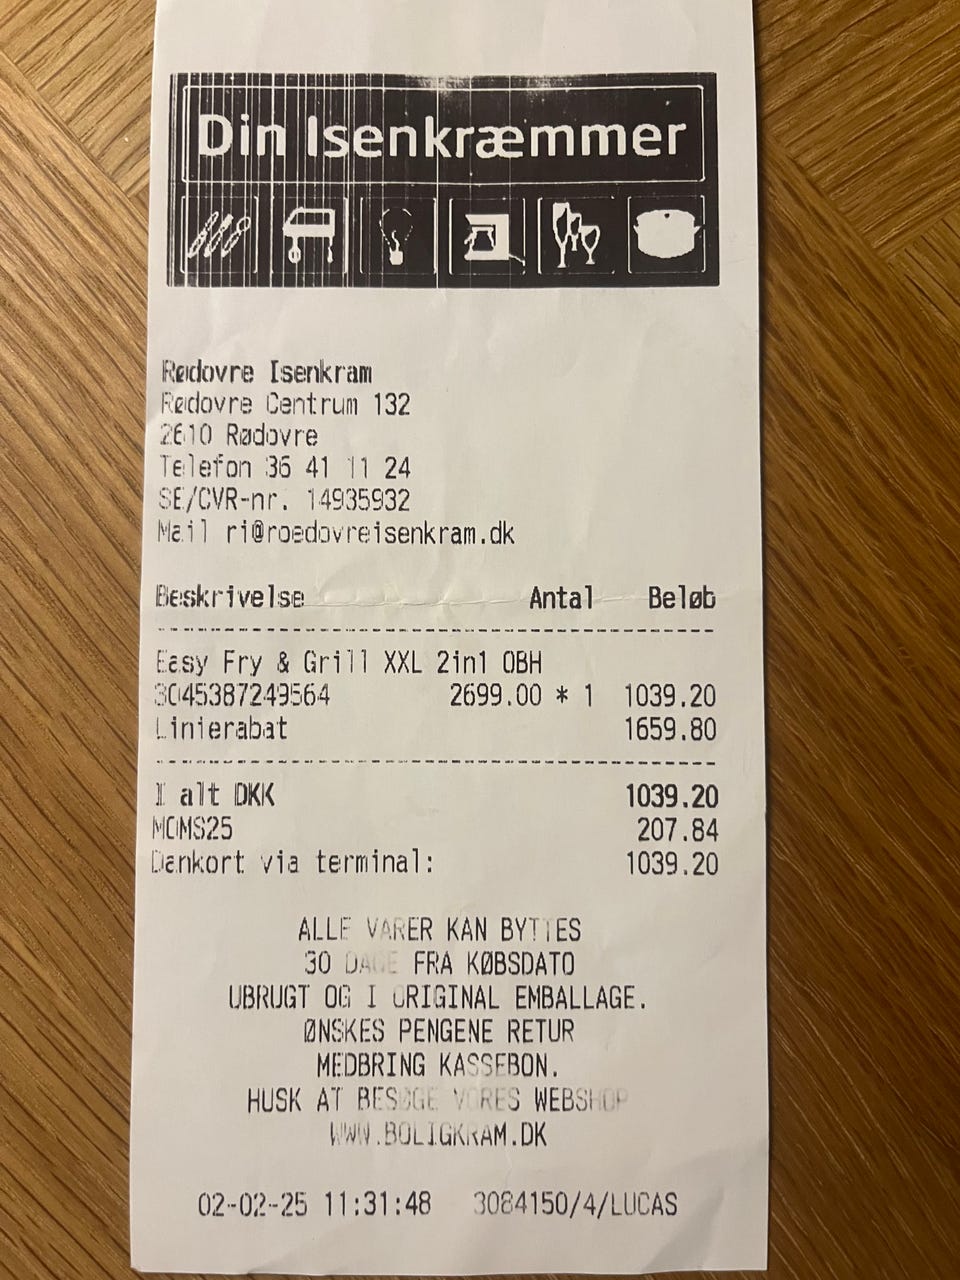 Din Isenkræmmer
Rødovre Isenkram
Rødovre Centrum 132
2610 Rødovre
Telefon 36 41 11 24
SE/CVR-nr. 14935932
Mail ri@roedovreisenkram.dk
Beskrivelse Antal Beløb
Easy Fry & Grill XXL 2in1 OBH
3045387249564 2699.00 * 1 1039.20
Linierabat 1659.80
I alt DKK 1039.20
MOMS25 207.84
Dankort via terminal: 1039.20
ALLE VARER KAN BYTTES
30 DAGE FRA KØBSDATO
UBRUGT OG I ORIGINAL EMBALLAGE.
ØNSKES PENGENE RETUR
MEDBRING KASSEBON.
HUSK AT BESØGE VORES WEBSHOP
WWW.BOLIGKRAM.DK
02-02-25 11:31:48 3084150/4/LUCAS